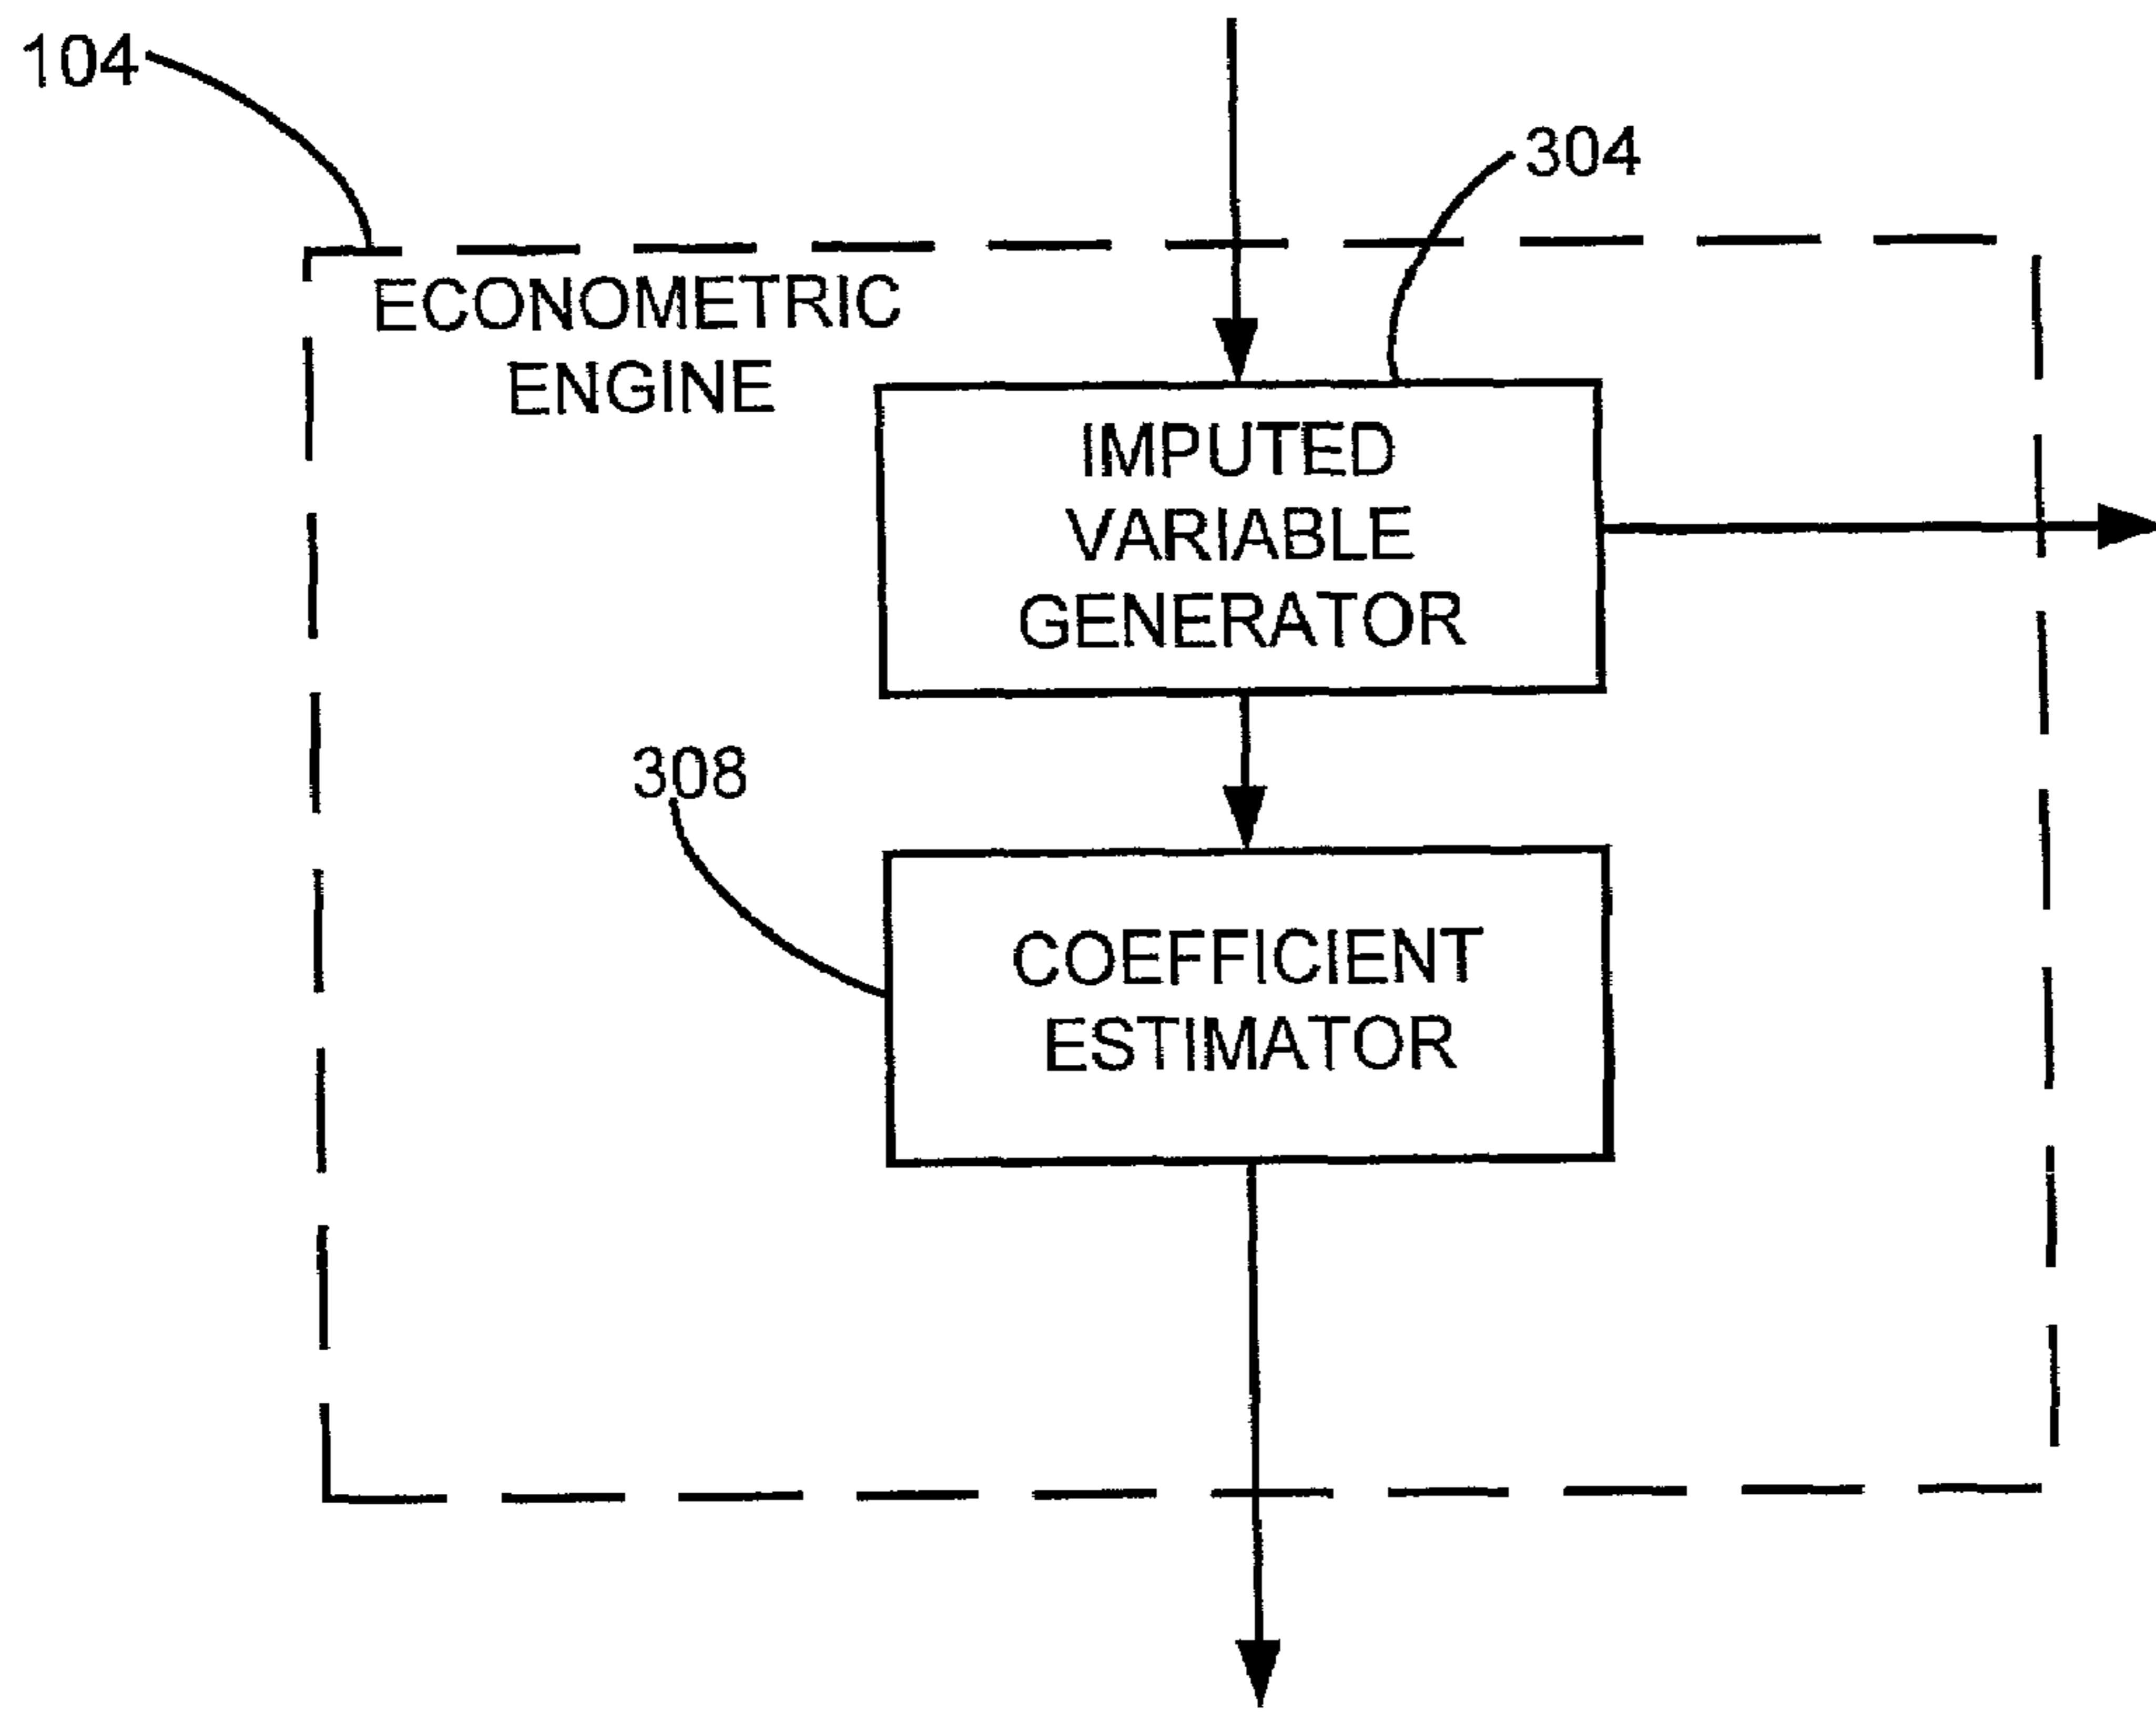 104
304
ECONOMETRIC
ENGINE
IMPUTED
VARIABLE
GENERATOR
308
COEFFICIENT
ESTIMATOR